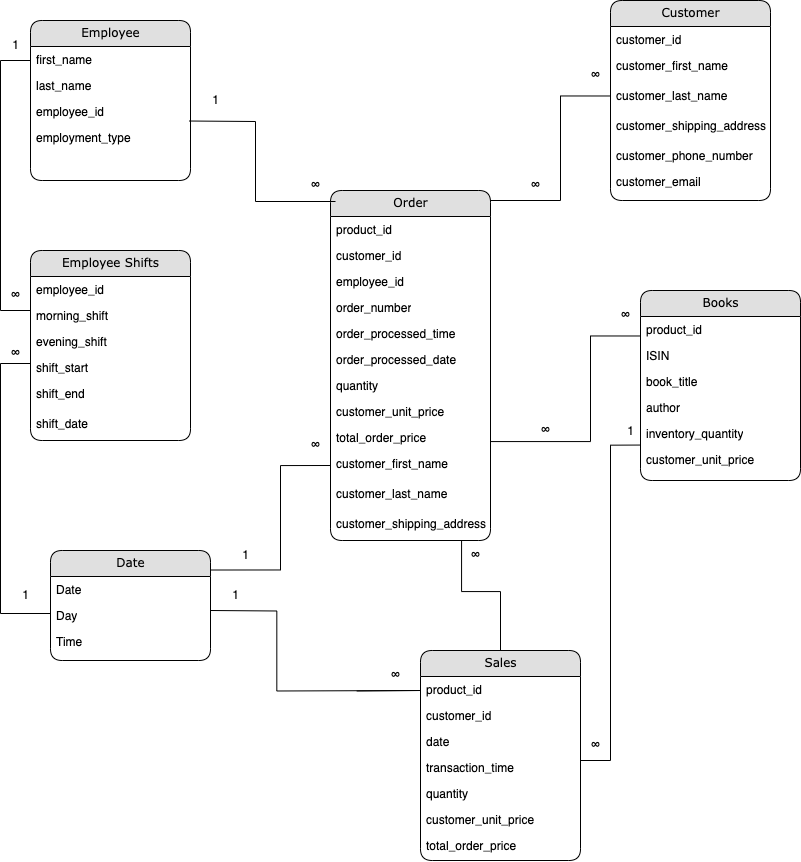 Employee
first_name
last_name
employee_id
employment_type
1
1
∞
Customer
customer_id
customer_first_name
customer_last_name
customer_shipping_address
customer_phone_number
customer_email
∞
∞
Employee Shifts
employee_id
morning_shift
evening_shift
shift_start
shift_end
shift_date
∞
∞
Order
product_id
customer_id
employee_id
order_number
order_processed_time
order_processed_date
quantity
customer_unit_price
total_order_price
customer_first_name
customer_last_name
customer_shipping_address
∞
∞
∞
Books
product_id
ISIN
book_title
author
inventory_quantity
customer_unit_price
∞
1
Date
Date
Day
Time
1
1
1
Sales
product_id
customer_id
date
transaction_time
quantity
customer_unit_price
total_order_price
∞
∞